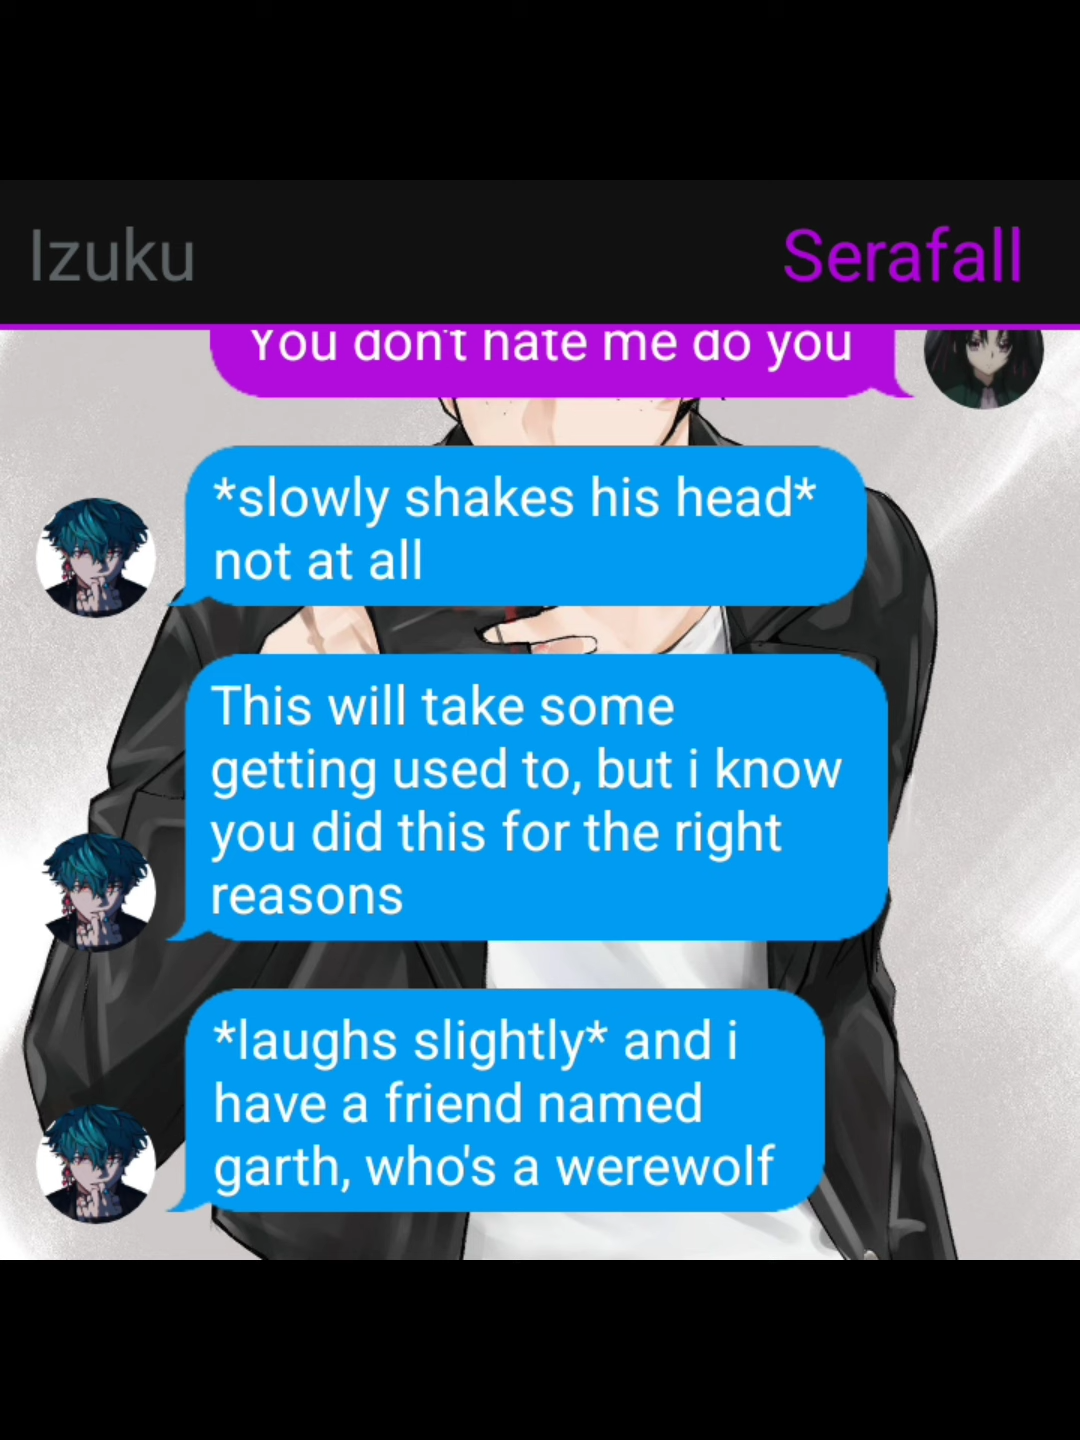 Izuku
Serafall
You don't hate me do you
*slowly shakes his head*
not at all
This will take some
getting used to, but i know
you did this for the right
reasons
*laughs slightly* and i
have a friend named
garth, who's a werewolf